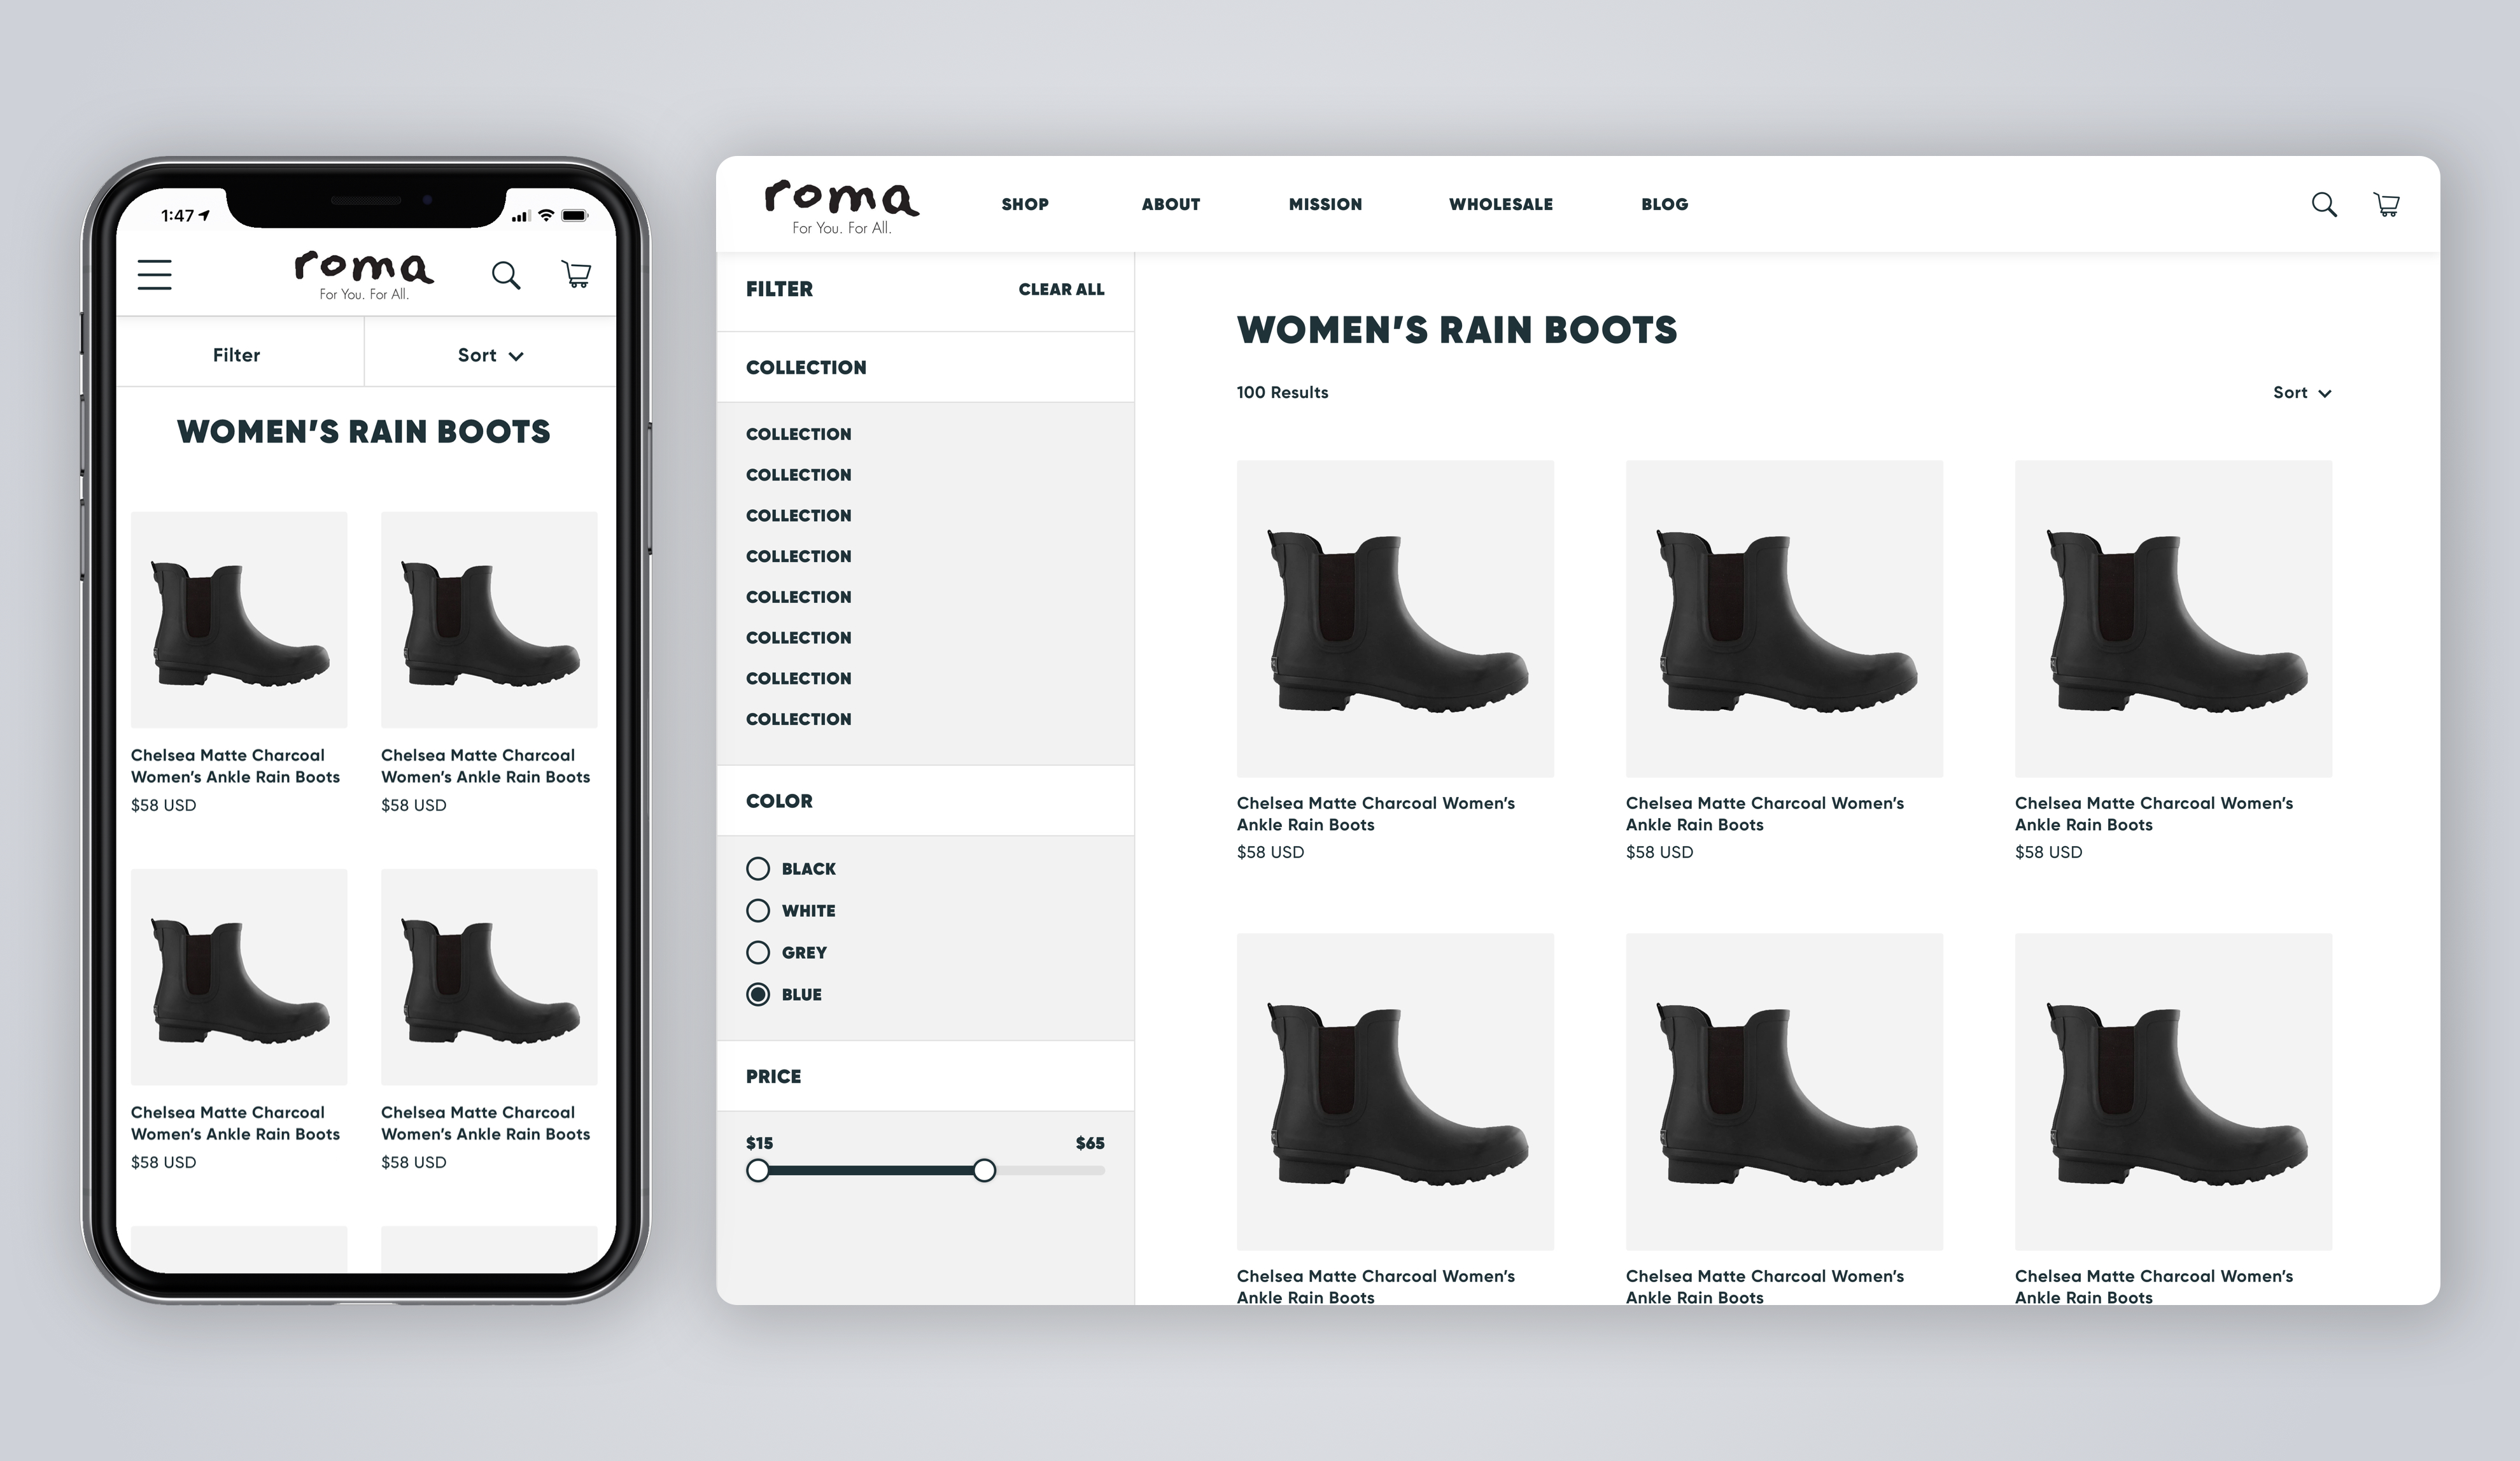 1:47
roma
For You. For All.
Filter
Sort
WOMEN’S RAIN BOOTS
Chelsea Matte Charcoal
Women’s Ankle Rain Boots
$58 USD
Chelsea Matte Charcoal
Women’s Ankle Rain Boots
$58 USD
Chelsea Matte Charcoal
Women’s Ankle Rain Boots
$58 USD
Chelsea Matte Charcoal
Women’s Ankle Rain Boots
$58 USD
roma
For You. For All.
SHOP
ABOUT
MISSION
WHOLESALE
BLOG
FILTER
CLEAR ALL
COLLECTION
COLLECTION
COLLECTION
COLLECTION
COLLECTION
COLLECTION
COLLECTION
COLLECTION
COLLECTION
COLOR
BLACK
WHITE
GREY
BLUE
PRICE
$15
$65
WOMEN’S RAIN BOOTS
100 Results
Sort
Chelsea Matte Charcoal Women’s
Ankle Rain Boots
$58 USD
Chelsea Matte Charcoal Women’s
Ankle Rain Boots
$58 USD
Chelsea Matte Charcoal Women’s
Ankle Rain Boots
$58 USD
Chelsea Matte Charcoal Women’s
Ankle Rain Boots
Chelsea Matte Charcoal Women’s
Ankle Rain Boots
Chelsea Matte Charcoal Women’s
Ankle Rain Boots